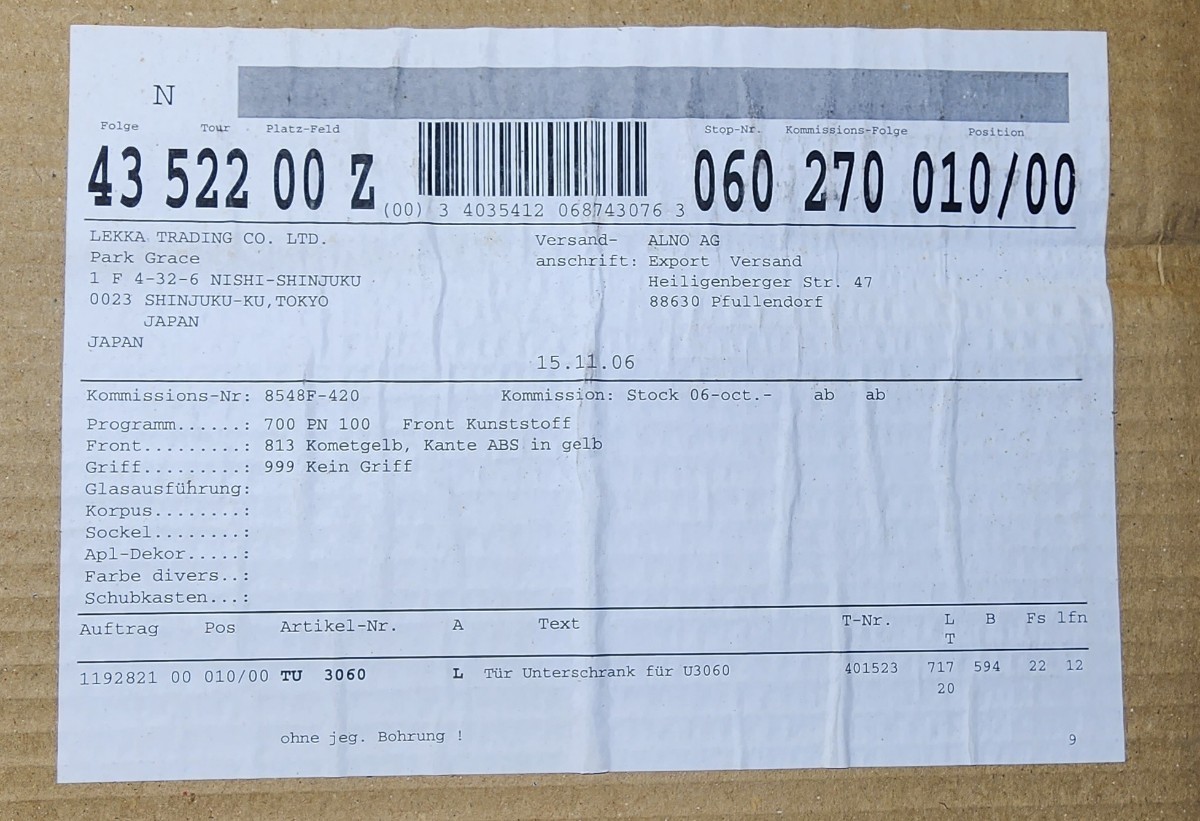 N
Folge Tour Platz-Feld Stop-Nr. Kommissions-Folge Position
43 522 00 Z 060 270 010/00
(00) 3 4035412 068743076 3
LEKKA TRADING CO. LTD.
Park Grace
1 F 4-32-6 NISHI-SHINJUKU
0023 SHINJUKU-KU,TOKYO
JAPAN
JAPAN
Versand- ALNO AG
anschrift: Export Versand
Heiligenberger Str. 47
88630 Pfullendorf
15.11.06
Kommissions-Nr: 8548F-420 Kommission: Stock 06-oct.- ab ab
Programm......: 700 PN 100 Front Kunststoff
Front.........: 813 Kometgelb, Kante ABS in gelb
Griff.........: 999 Kein Griff
Glasausführung:
Korpus........:
Sockel........:
Apl-Dekor.....:
Farbe divers..:
Schubkasten...:
Auftrag Pos Artikel-Nr. A Text T-Nr. L B Fs lfn
T
1192821 00 010/00 TU 3060 L Tür Unterschrank für U3060 401523 717 594 22 12
20
ohne jeg. Bohrung !
9